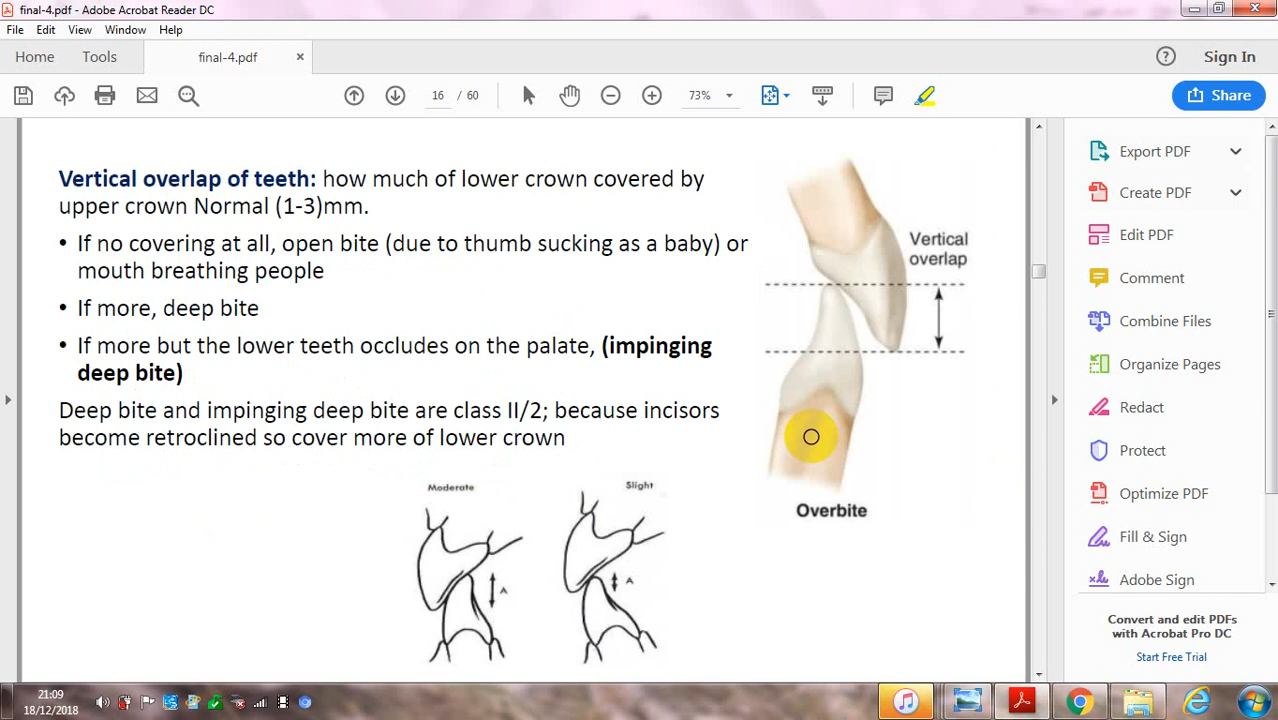 final-4.pdf - Adobe Acrobat Reader DC
File Edit View Window Help
Home Tools final-4.pdf × ? Sign In
16 / 60 73% Share
Vertical overlap of teeth: how much of lower crown covered by
upper crown Normal (1-3)mm.
• If no covering at all, open bite (due to thumb sucking as a baby) or
mouth breathing people
• If more, deep bite
• If more but the lower teeth occludes on the palate, (impinging
deep bite)
Deep bite and impinging deep bite are class II/2; because incisors
become retroclined so cover more of lower crown
Moderate
A
Slight
A
Vertical
overlap
Overbite
Export PDF
Create PDF
Edit PDF
Comment
Combine Files
Organize Pages
Redact
Protect
Optimize PDF
Fill & Sign
Adobe Sign
Convert and edit PDFs
with Acrobat Pro DC
Start Free Trial
21:09
18/12/2018